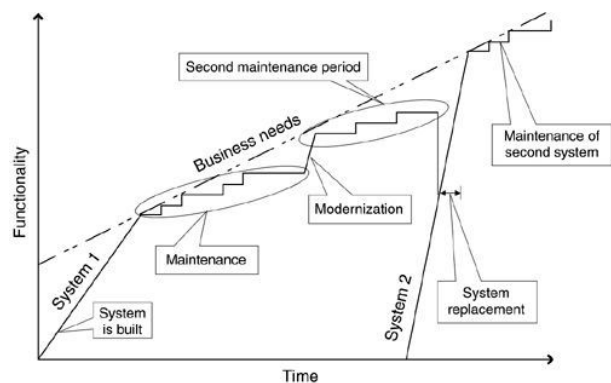 Second maintenance period
Business needs
Maintenance of
second system
Functionality
Modernization
Maintenance
System 1
System
is built
System 2
System
replacement
Time